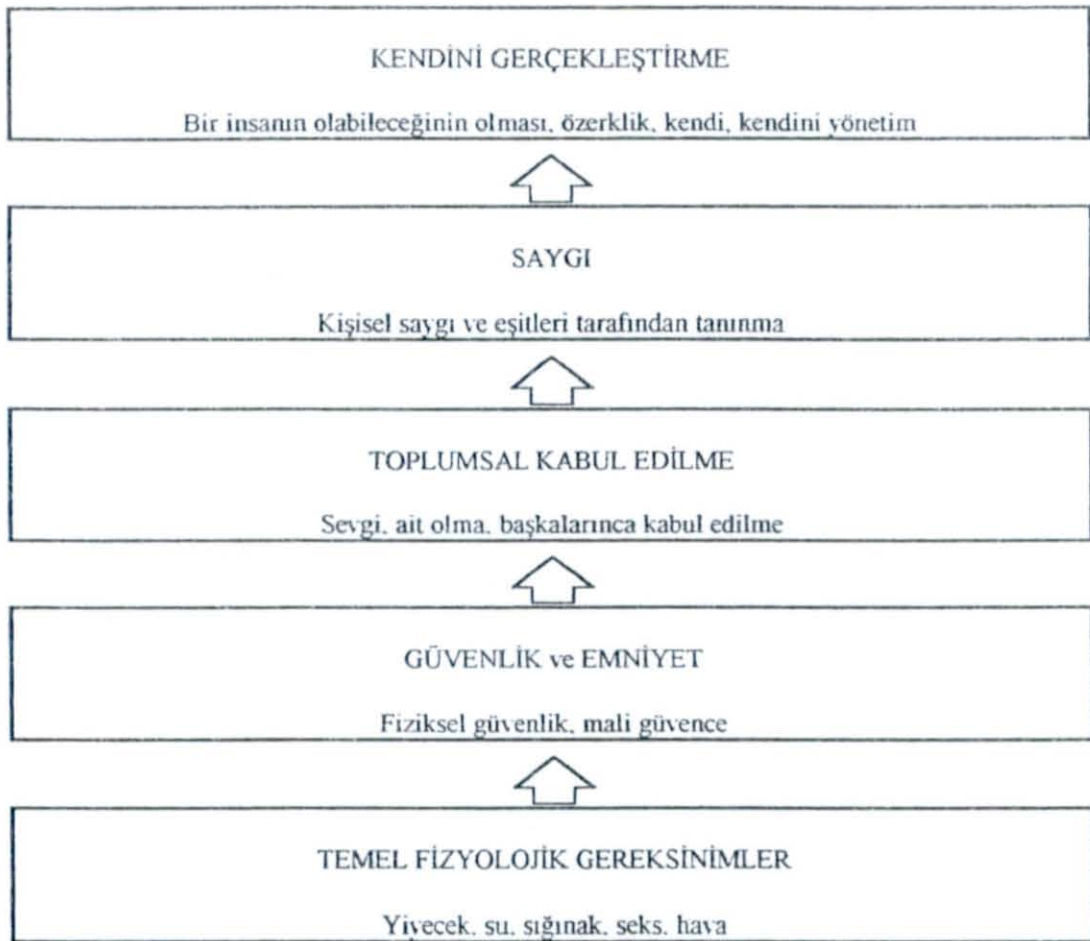 KENDİNİ GERÇEKLEŞTİRME
Bir insanın olabileceğinin olması, özerklik, kendi, kendini yönetim
SAYGI
Kişisel saygı ve eşitleri tarafından tanınma
TOPLUMSAL KABUL EDİLME
Sevgi, ait olma, başkalarınca kabul edilme
GÜVENLİK ve EMNİYET
Fiziksel güvenlik, mali güvence
TEMEL FİZYOLOJİK GEREKSİNİMLER
Yiyecek, su, sığınak, seks, hava